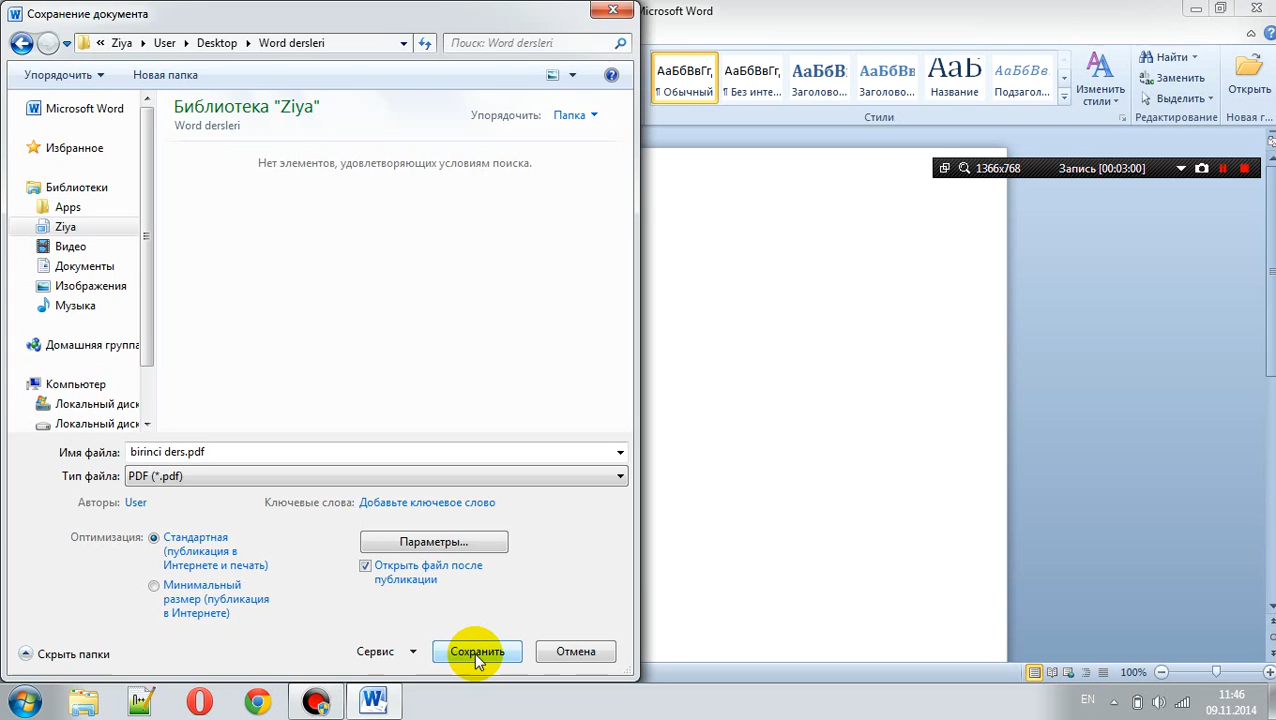 Сохранение документа
Microsoft Word
« Ziya User Desktop Word dersleri
Поиск: Word dersleri
Упорядочить Новая папка
Microsoft Word
Избранное
Библиотеки
Apps
Ziya
Видео
Документы
Изображения
Музыка
Домашняя группа
Компьютер
Локальный диск
Локальный диск
Библиотека "Ziya"
Word dersleri
Упорядочить: Папка
Нет элементов, удовлетворяющих условиям поиска.
Имя файла: birinci ders.pdf
Тип файла: PDF (*.pdf)
Авторы: User
Ключевые слова: Добавьте ключевое слово
Оптимизация: Стандартная
(публикация в
Интернете и печать)
Минимальный
размер (публикация
в Интернете)
Параметры...
Открыть файл после
публикации
Скрыть папки
Сервис Сохранить Отмена
АаБбВвГг, АаБбВвГг, АаБбВ АаБбВв АаБ АаБбВвГ
¶ Обычный ¶ Без инте... Заголово... Заголово... Название Подзагол...
Изменить
стили
Стили
Найти
Заменить
Выделить
Редактирование
Открыть
Новая г...
1366x768 Запись [00:03:00]
100%
EN
11:46
09.11.2014